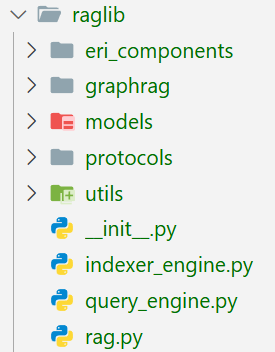 raglib
eri_components
graphrag
models
protocols
utils
__init__.py
indexer_engine.py
query_engine.py
rag.py